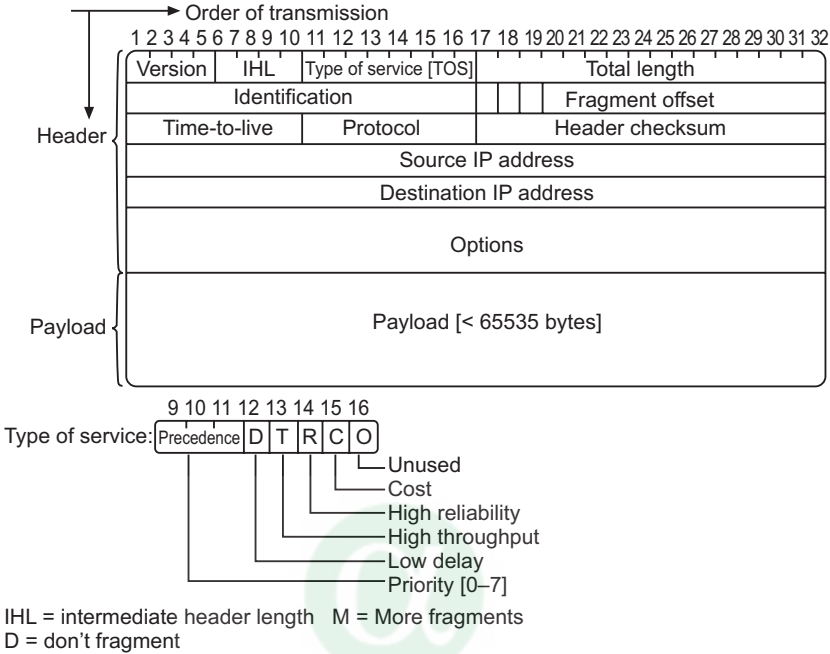 Order of transmission
1 2 3 4 5 6 7 8 9 10 11 12 13 14 15 16 17 18 19 20 21 22 23 24 25 26 27 28 29 30 31 32
Version IHL Type of service [TOS] Total length
Identification Fragment offset
Header
Time-to-live Protocol Header checksum
Source IP address
Destination IP address
Options
Payload
Payload [< 65535 bytes]
9 10 11 12 13 14 15 16
Type of service: Precedence D T R C O
Unused
Cost
High reliability
High throughput
Low delay
Priority [0–7]
IHL = intermediate header length M = More fragments
D = don't fragment